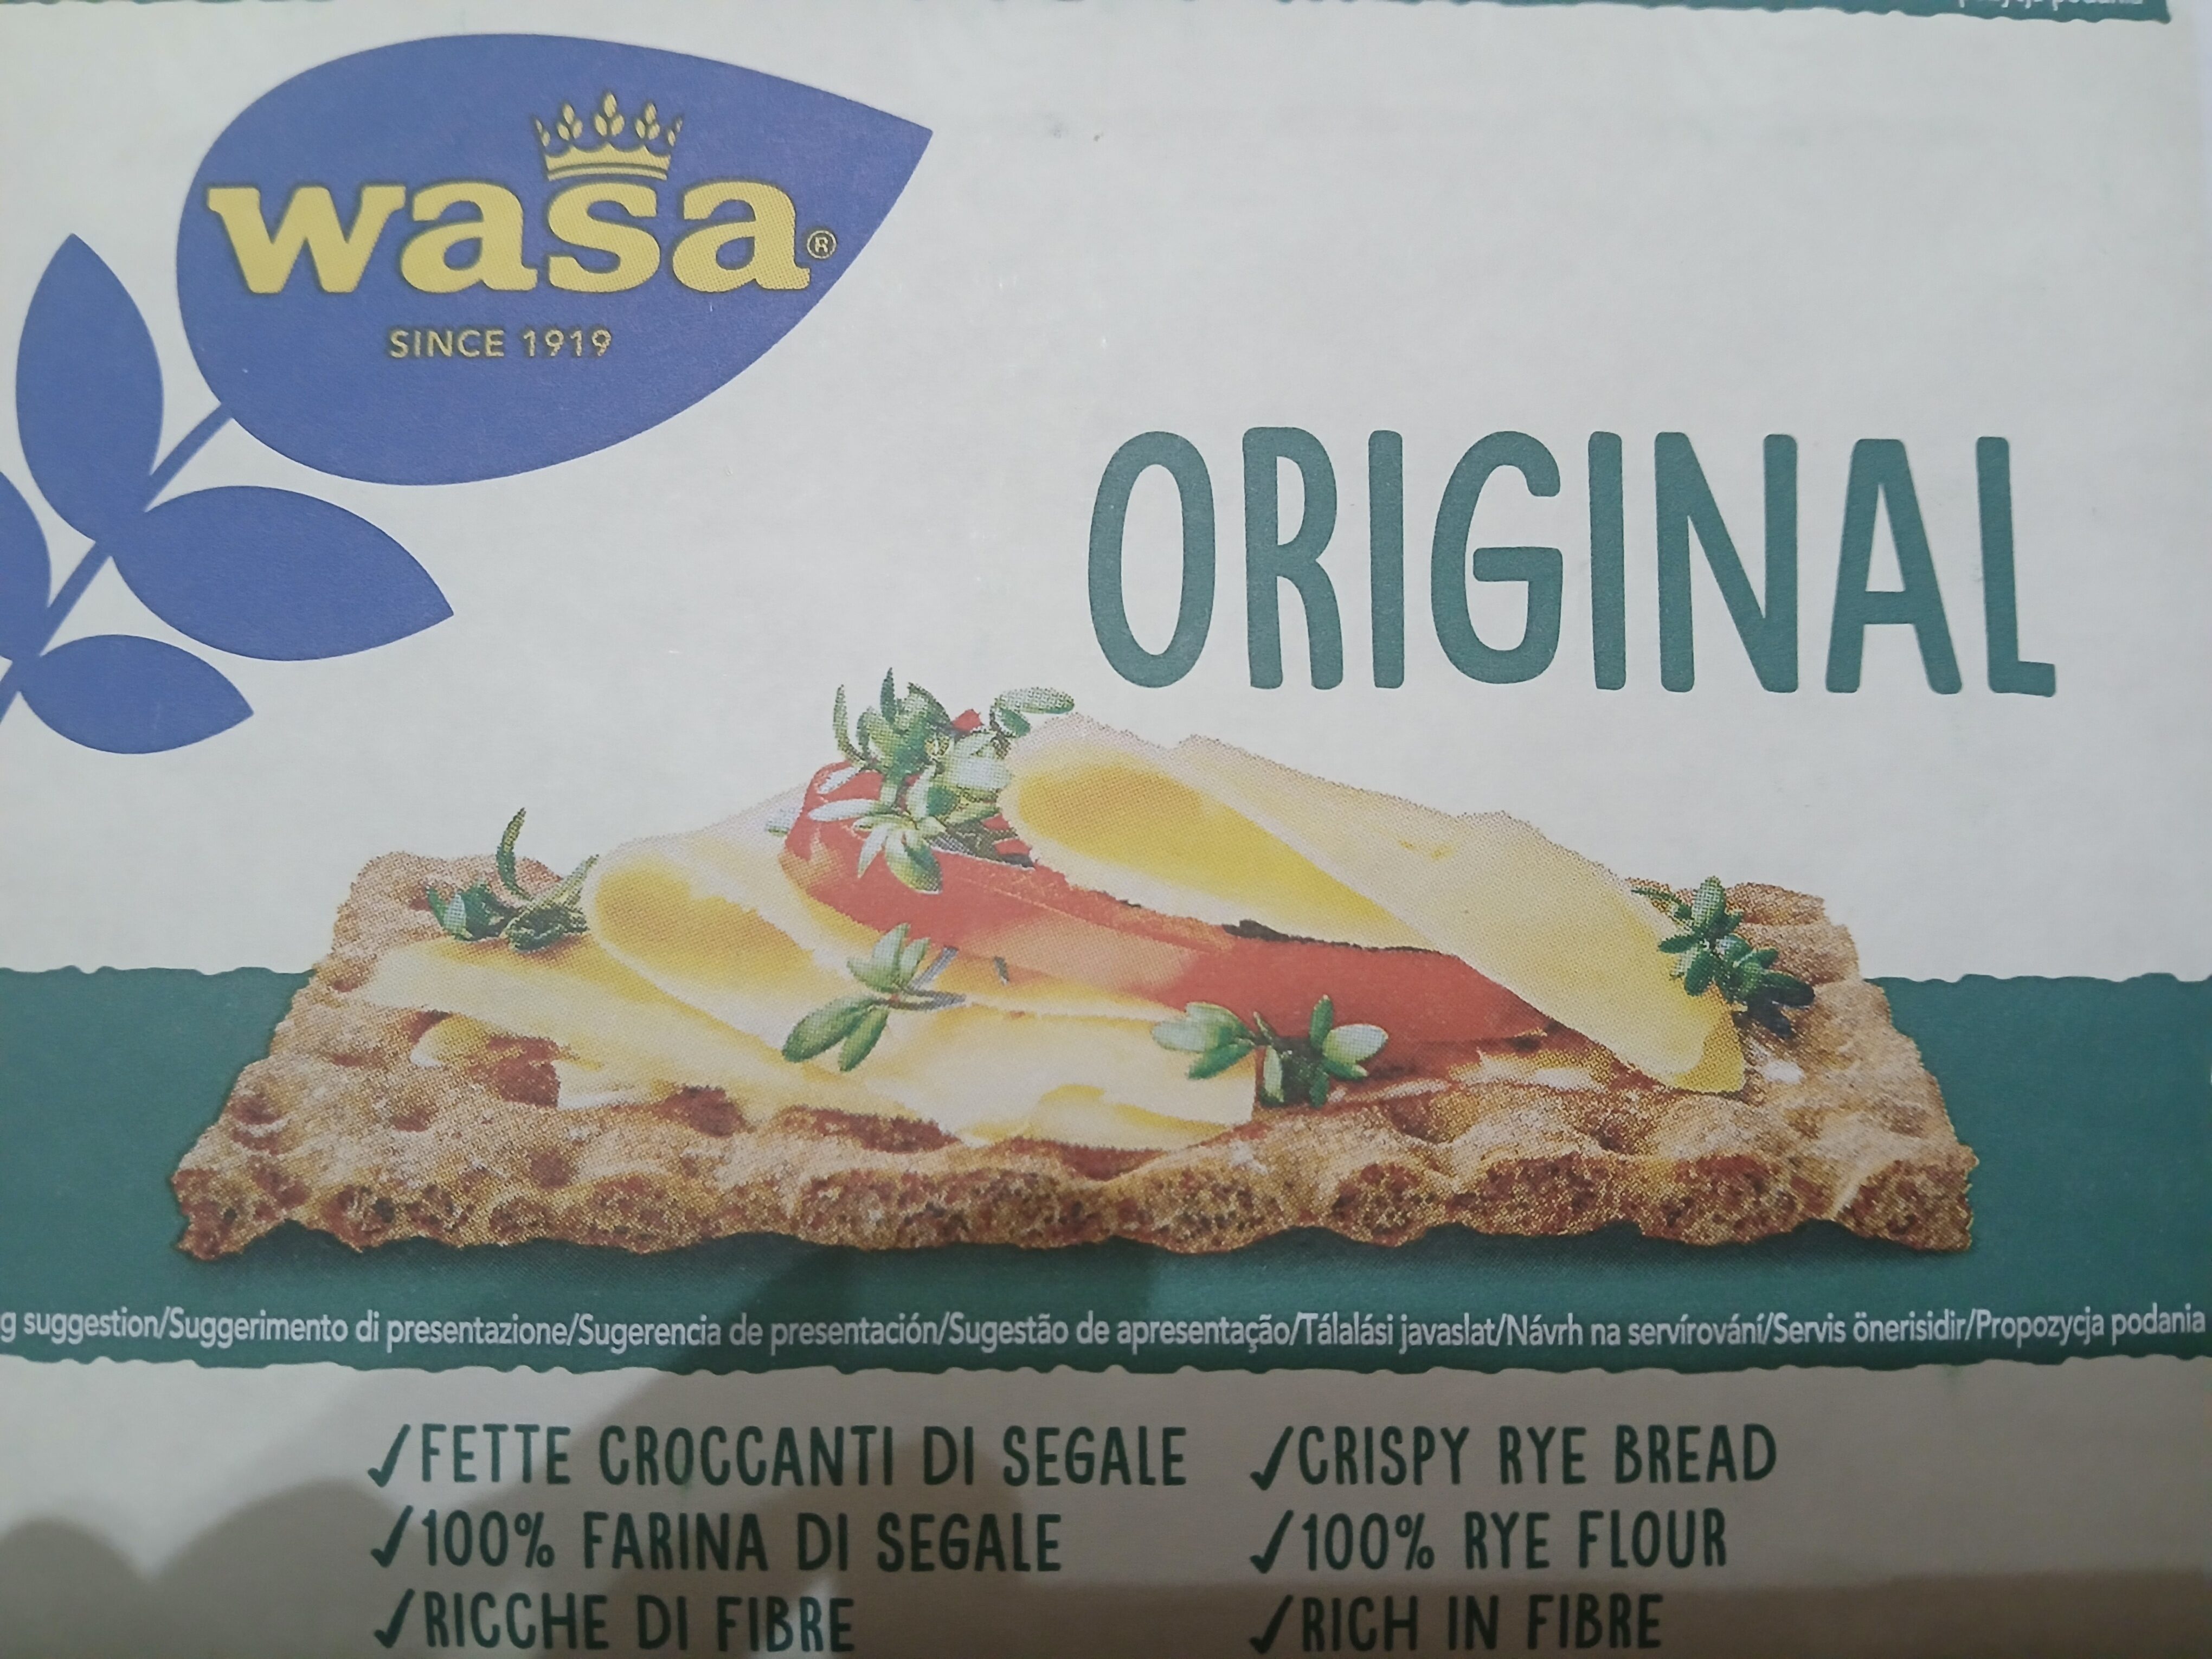 wasa®
SINCE 1919
ORIGINAL
suggestion/Suggerimento di presentazione/Sugerencia de presentación/Sugestão de apresentação/Tálalási javaslat/Návrh na servírování/Servis önerisidir/Propozycja podania
✓FETTE CROCCANTI DI SEGALE
✓100% FARINA DI SEGALE
✓RICCHE DI FIBRE
✓CRISPY RYE BREAD
✓100% RYE FLOUR
✓RICH IN FIBRE